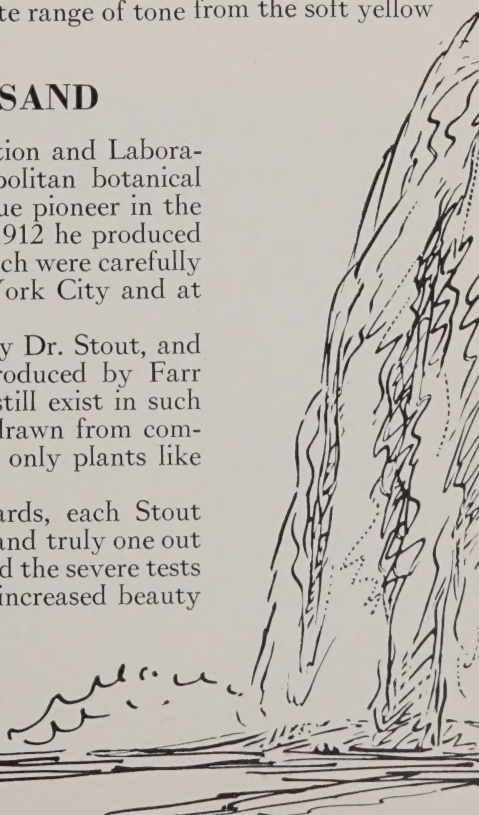 te range of tone from the soft yellow
SAND
tion and Labora-
politan botanical
ue pioneer in the
912 he produced
ch were carefully
York City and at
y Dr. Stout, and
roduced by Farr
still exist in such
drawn from com-
only plants like
ards, each Stout
and truly one out
d the severe tests
increased beauty